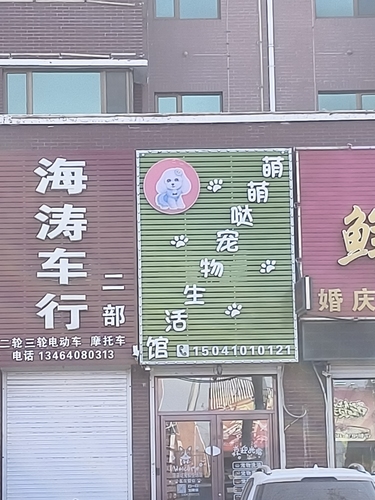 海涛车行
二部
二轮三轮电动车 摩托车
电话 13464080313
萌萌哒宠物生活馆
15041010121
婚庆